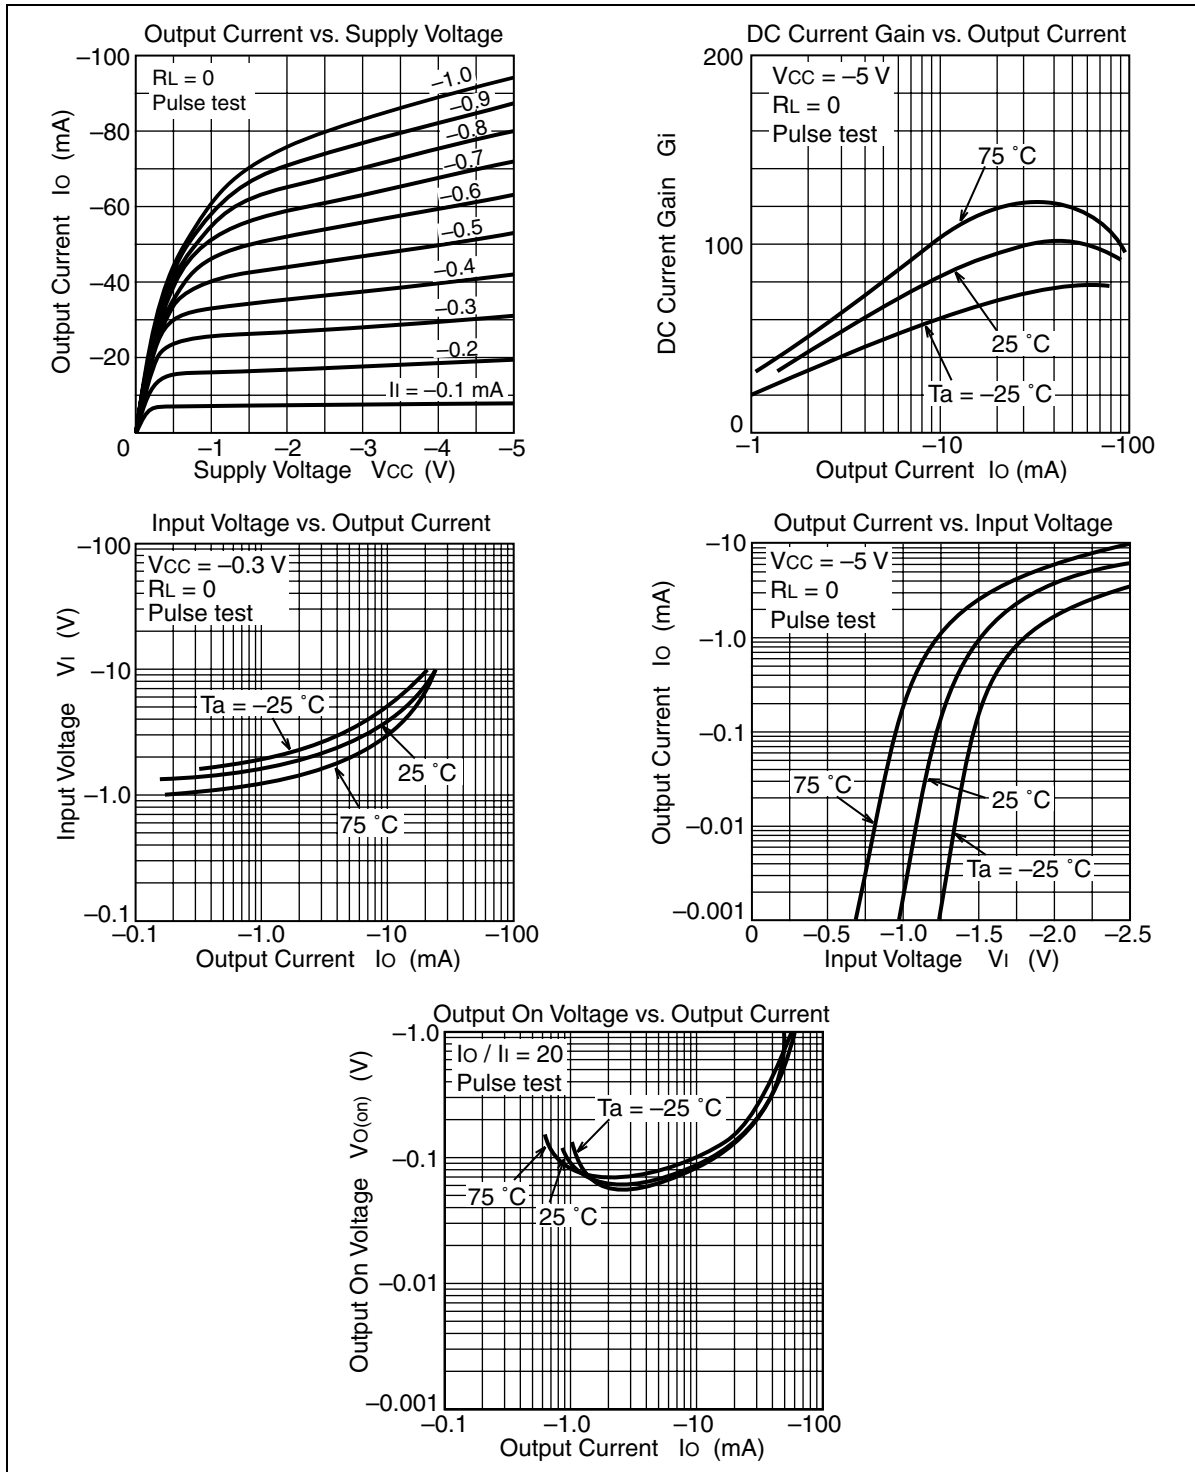 Output Current vs. Supply Voltage
–100
–80
–60
–40
–20
0
Output Current IO (mA)
RL = 0
Pulse test
–1.0
–0.9
–0.8
–0.7
–0.6
–0.5
–0.4
–0.3
–0.2
II = –0.1 mA
–1
–2
–3
–4
–5
Supply Voltage VCC (V)
DC Current Gain vs. Output Current
200
100
0
DC Current Gain Gi
VCC = –5 V
RL = 0
Pulse test
75 ˚C
25 ˚C
Ta = –25 ˚C
–1
–10
–100
Output Current IO (mA)
Input Voltage vs. Output Current
–100
–10
–1.0
–0.1
Input Voltage VI (V)
VCC = –0.3 V
RL = 0
Pulse test
Ta = –25 ˚C
25 ˚C
75 ˚C
–0.1
–1.0
–10
–100
Output Current IO (mA)
Output Current vs. Input Voltage
–10
–1.0
–0.1
–0.01
–0.001
Output Current IO (mA)
VCC = –5 V
RL = 0
Pulse test
75 ˚C
25 ˚C
Ta = –25 ˚C
0
–0.5
–1.0
–1.5
–2.0
–2.5
Input Voltage VI (V)
Output On Voltage vs. Output Current
–1.0
–0.1
–0.01
–0.001
Output On Voltage VO(on) (V)
IO / II = 20
Pulse test
Ta = –25 ˚C
75 ˚C
25 ˚C
–0.1
–1.0
–10
–100
Output Current IO (mA)